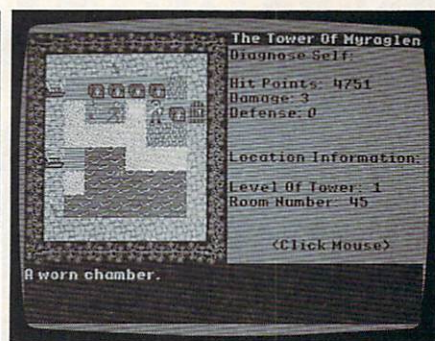 The Tower Of Myraglen
Diagnose Self:
Hit Points: 4751
Damage: 3
Defense: 0
Location Information:
Level Of Tower: 1
Room Number: 45
<Click Mouse>
A worn chamber.